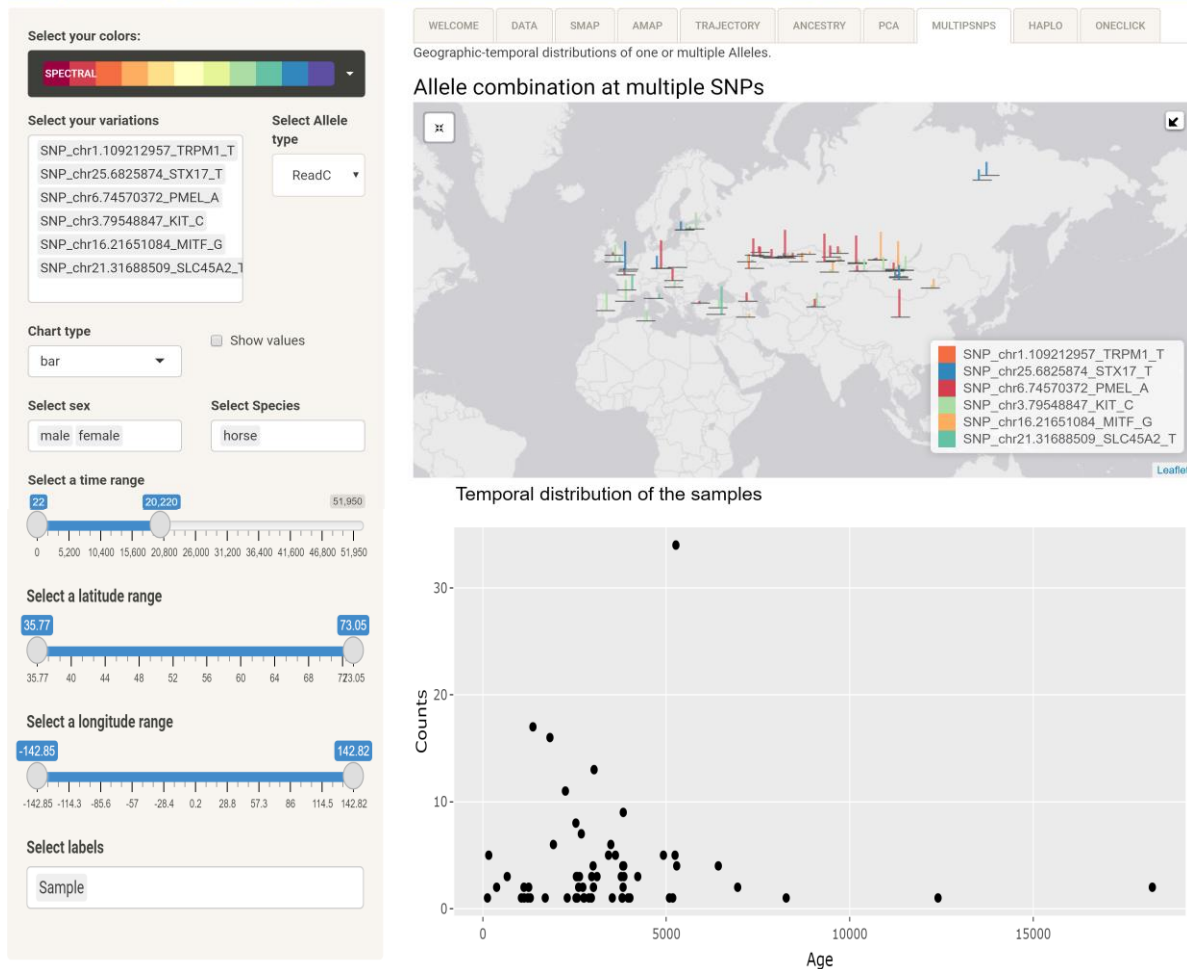 Select your colors:
SPECTRAL
Select your variations
Select Allele type
SNP_chr1.109212957_TRPM1_T
SNP_chr25.6825874_STX17_T
SNP_chr6.74570372_PMEL_A
SNP_chr3.79548847_KIT_C
SNP_chr16.21651084_MITF_G
SNP_chr21.31688509_SLC45A2_T
ReadC
Chart type
Show values
bar
Select sex
Select Species
male female
horse
Select a time range
22 20,220 51,950
0 5,200 10,400 15,600 20,800 26,000 31,200 36,400 41,600 46,800 51,950
Select a latitude range
35.77 73.05
35.77 40 44 48 52 56 60 64 68 7 73.05
Select a longitude range
-142.85 142.82
-142.85 -114.3 -85.6 -57 -28.4 0.2 28.8 57.3 86 114.5 142.82
Select labels
Sample
WELCOME DATA SMAP AMAP TRAJECTORY ANCESTRY PCA MULTIPSNPS HAPLO ONECLICK
Geographic-temporal distributions of one or multiple Alleles.
Allele combination at multiple SNPs
SNP_chr1.109212957_TRPM1_T
SNP_chr25.6825874_STX17_T
SNP_chr6.74570372_PMEL_A
SNP_chr3.79548847_KIT_C
SNP_chr16.21651084_MITF_G
SNP_chr21.31688509_SLC45A2_T
Leaflet
Temporal distribution of the samples
30
20
10
0
Counts
0 5000 10000 15000
Age